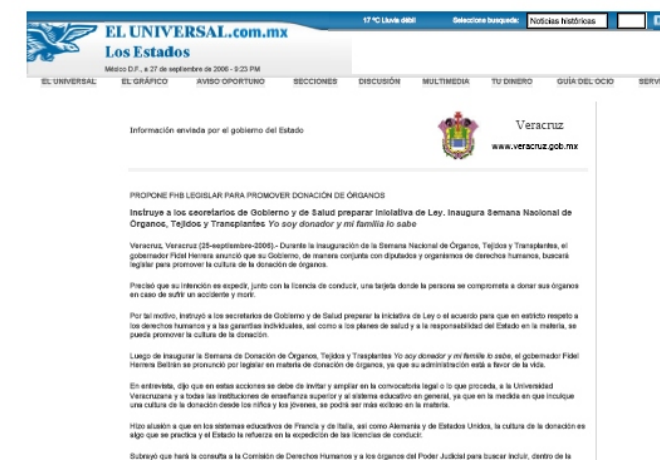 EL UNIVERSAL.com.mx
Los Estados
México D.F., a 27 de septiembre de 2006 - 9:23 PM
17 ºC Lluvia débil
Seleccione busqueda:
Noticias históricas
EL UNIVERSAL EL GRÁFICO AVISO OPORTUNO SECCIONES DISCUSIÓN MULTIMEDIA TU DINERO GUÍA DEL OCIO SERVI
Información enviada por el gobierno del Estado
Veracruz
www.veracruz.gob.mx
PROPONE FHB LEGISLAR PARA PROMOVER DONACIÓN DE ÓRGANOS
Instruye a los secretarios de Gobierno y de Salud preparar iniciativa de Ley. Inaugura Semana Nacional de
Órganos, Tejidos y Transplantes Yo soy donador y mi familia lo sabe
Veracruz, Veracruz (25-septiembre-2006).- Durante la inauguración de la Semana Nacional de Órganos, Tejidos y Transplantes, el
gobernador Fidel Herrera anunció que su Gobierno, de manera conjunta con diputados y organismos de derechos humanos, buscará
legislar para promover la cultura de la donación de órganos.
Precisó que su intención es expedir, junto con la licencia de conducir, una tarjeta donde la persona se comprometa a donar sus órganos
en caso de sufrir un accidente y morir.
Por tal motivo, instruyó a los secretarios de Gobierno y de Salud preparar la iniciativa de Ley o el acuerdo para que en estricto respeto a
los derechos humanos y a las garantías individuales, así como a los planes de salud y a la responsabilidad del Estado en la materia, se
pueda promover la cultura de la donación.
Luego de inaugurar la Semana de Donación de Órganos, Tejidos y Trasplantes Yo soy donador y mi familia lo sabe, el gobernador Fidel
Herrera Beltrán se pronunció por legislar en materia de donación de órganos, ya que su administración está a favor de la vida.
En entrevista, dijo que en estas acciones se debe de invitar y ampliar en la convocatoria legal o lo que proceda, a la Universidad
Veracruzana y a todas las instituciones de enseñanza superior y al sistema educativo en general, ya que en la medida en que inculque
una cultura de la donación desde los niños y los jóvenes, se podrá ser más exitoso en la materia.
Hizo alusión a que en los sistemas educativos de Francia y de Italia, así como Alemania y de Estados Unidos, la cultura de la donación es
algo que se practica y el Estado la refuerza en la expedición de las licencias de conducir.
Subrayó que hará la consulta a la Comisión de Derechos Humanos y a los órganos del Poder Judicial para buscar incluir, dentro de la